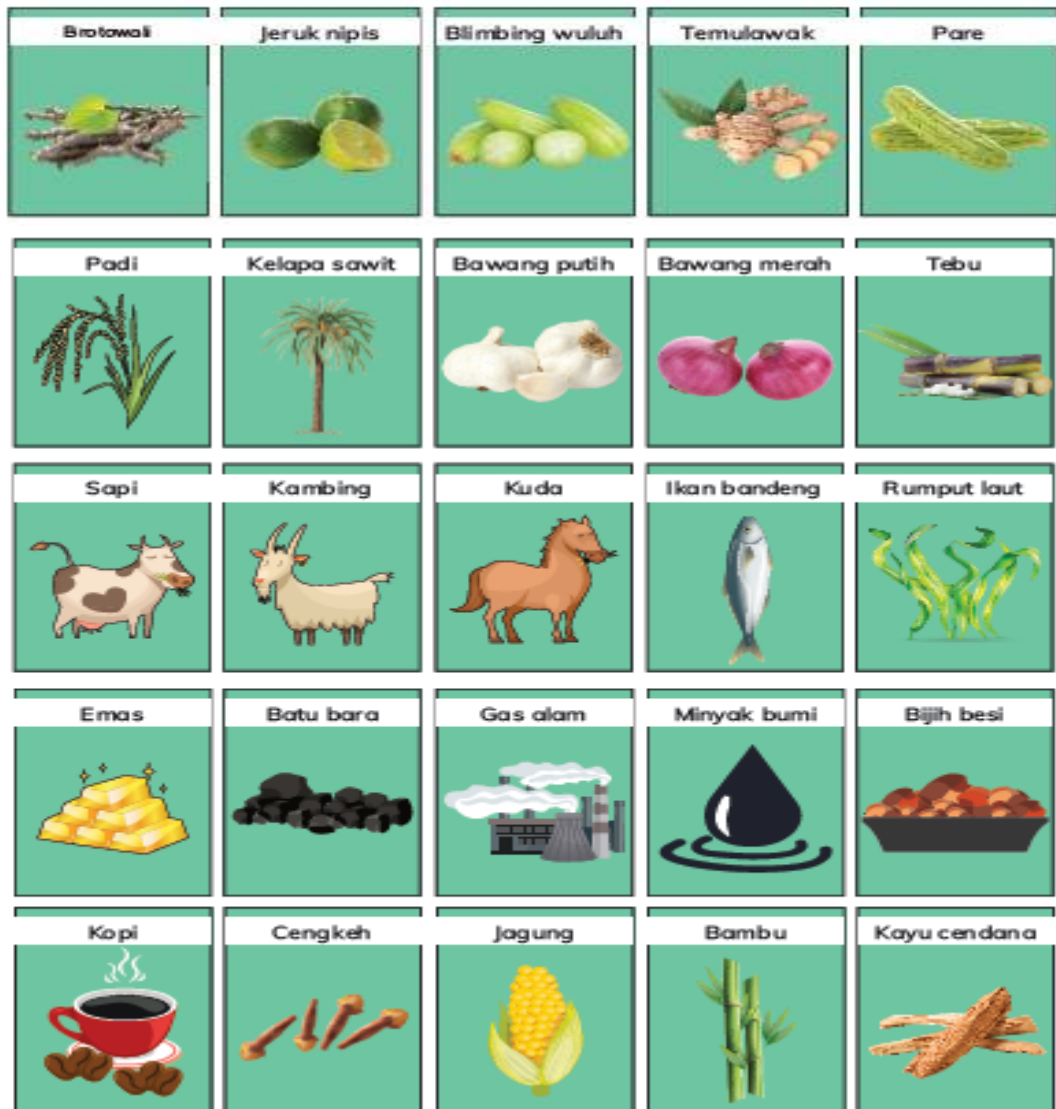 Brotowali
Jeruk nipis
Blimbing wuluh
Temulawak
Pare
Padi
Kelapa sawit
Bawang putih
Bawang merah
Tebu
Sapi
Kambing
Kuda
Ikan bandeng
Rumput laut
Emas
Batu bara
Gas alam
Minyak bumi
Bijih besi
Kopi
Cengkeh
Jagung
Bambu
Kayu cendana